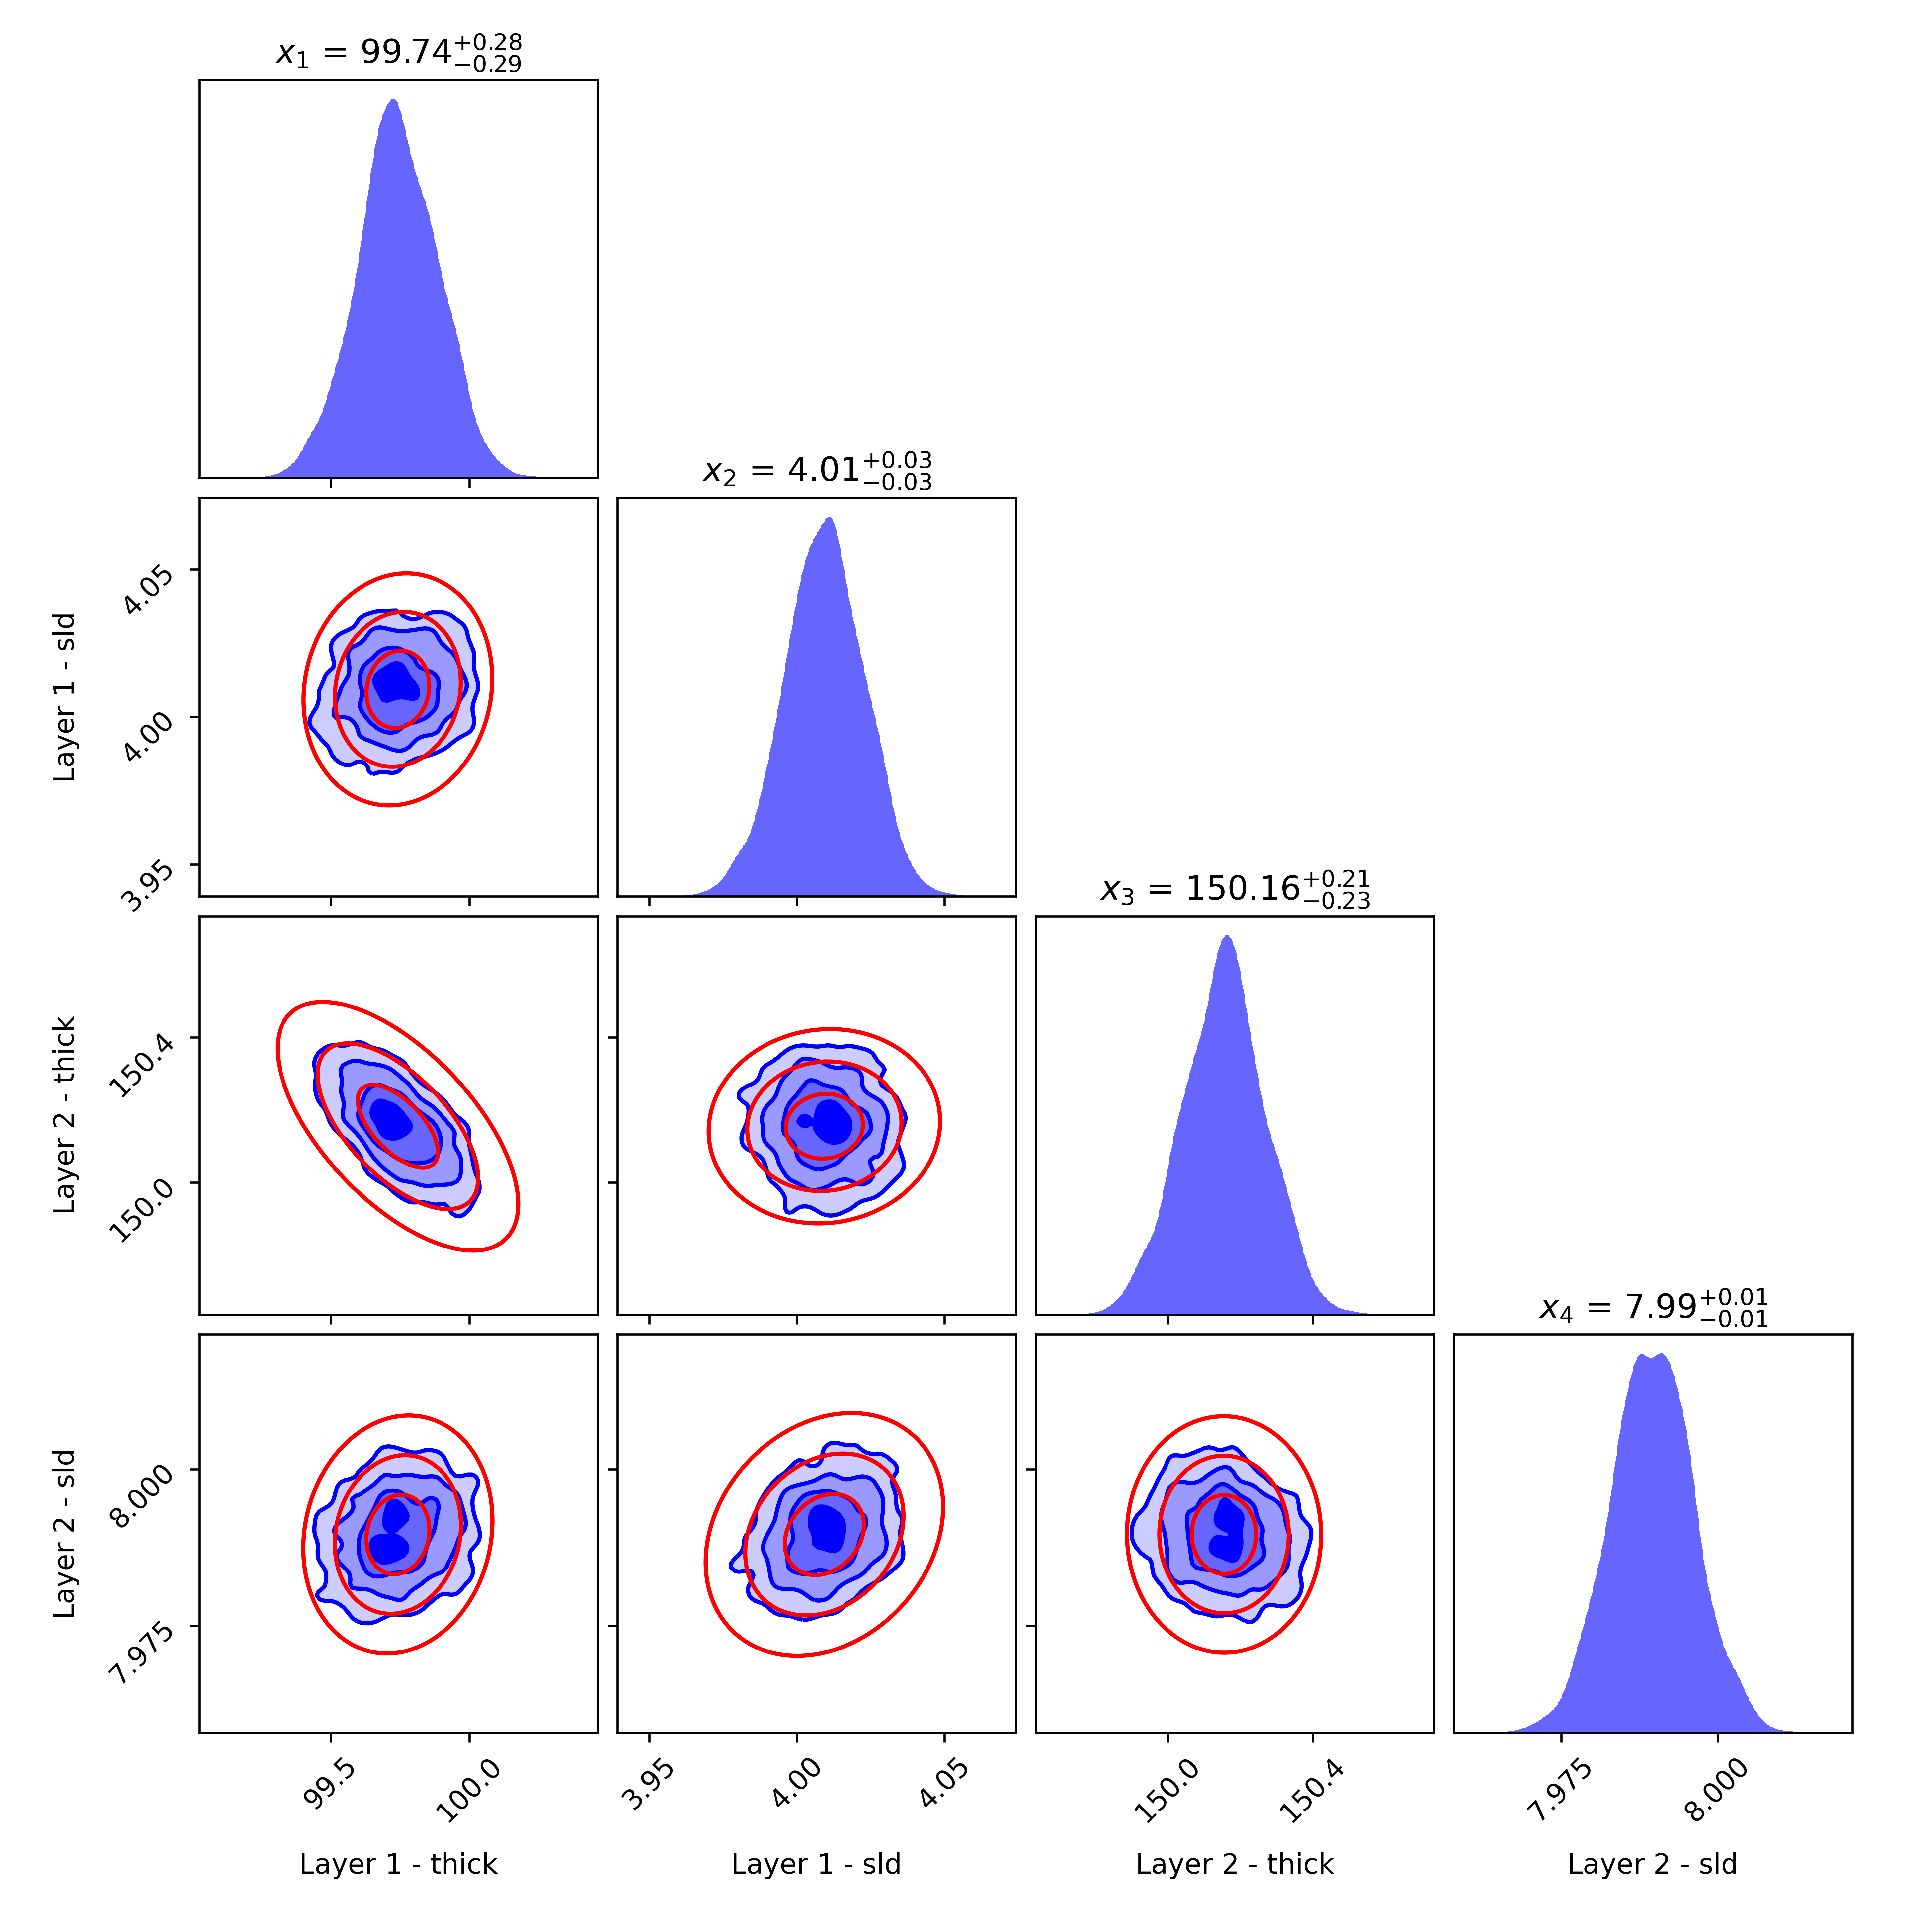 x₁ = 99.74 +0.28 −0.29
x₂ = 4.01 +0.03 −0.03
4.05
4.00
3.95
Layer 1 - sld
x₃ = 150.16 +0.21 −0.23
150.4
150.0
Layer 2 - thick
x₄ = 7.99 +0.01 −0.01
8.000
7.975
Layer 2 - sld
99.5 100.0 3.95 4.00 4.05 150.0 150.4 7.975 8.000
Layer 1 - thick Layer 1 - sld Layer 2 - thick Layer 2 - sld